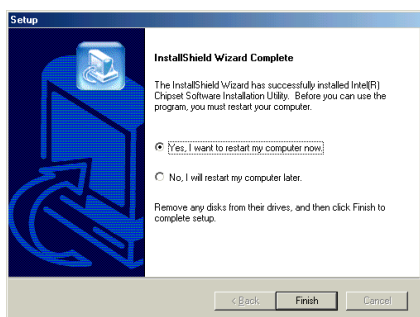 Setup
InstallShield Wizard Complete
The InstallShield Wizard has successfully installed Intel(R)
Chipset Software Installation Utility. Before you can use the
program, you must restart your computer.
Yes, I want to restart my computer now.
No, I will restart my computer later.
Remove any disks from their drives, and then click Finish to
complete setup.
< Back Finish Cancel